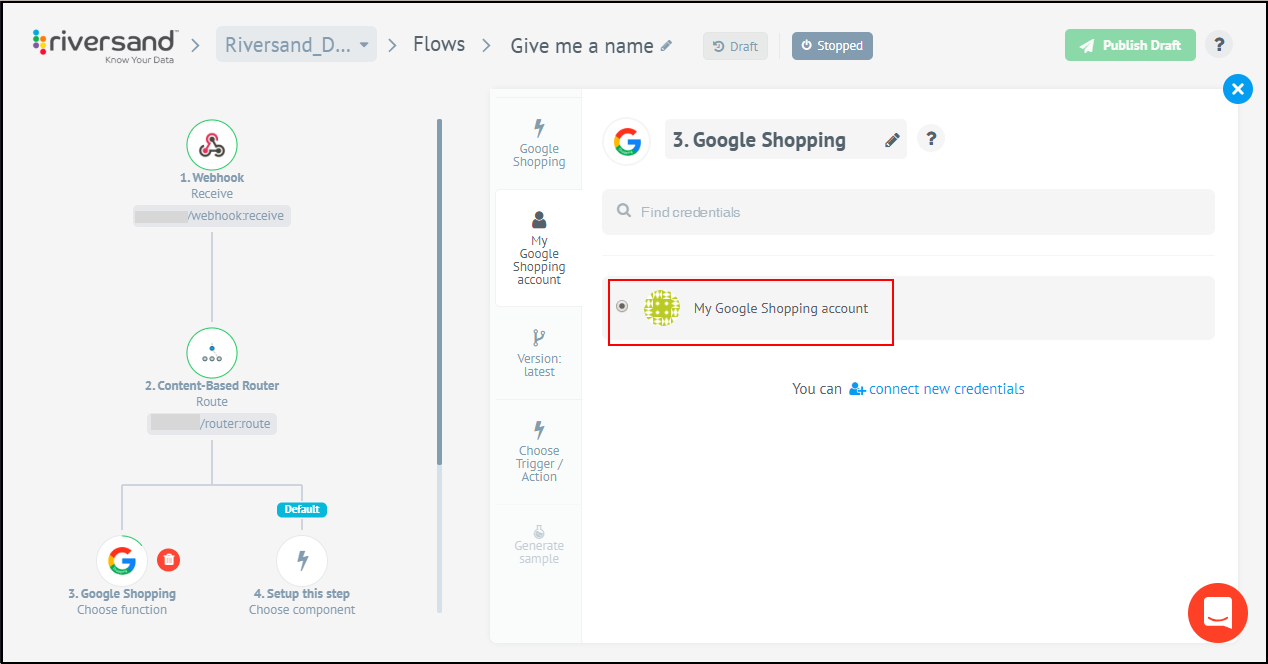 riversand
Know Your Data
Riversand_D...
Flows
Give me a name
Draft
Stopped
Publish Draft
?
1. Webhook
Receive
/webhook:receive
2. Content-Based Router
Route
/router:route
Default
3. Google Shopping
Choose function
4. Setup this step
Choose component
Google
Shopping
My
Google
Shopping
account
Version:
latest
Choose
Trigger /
Action
Generate
sample
3. Google Shopping
?
Find credentials
My Google Shopping account
You can connect new credentials